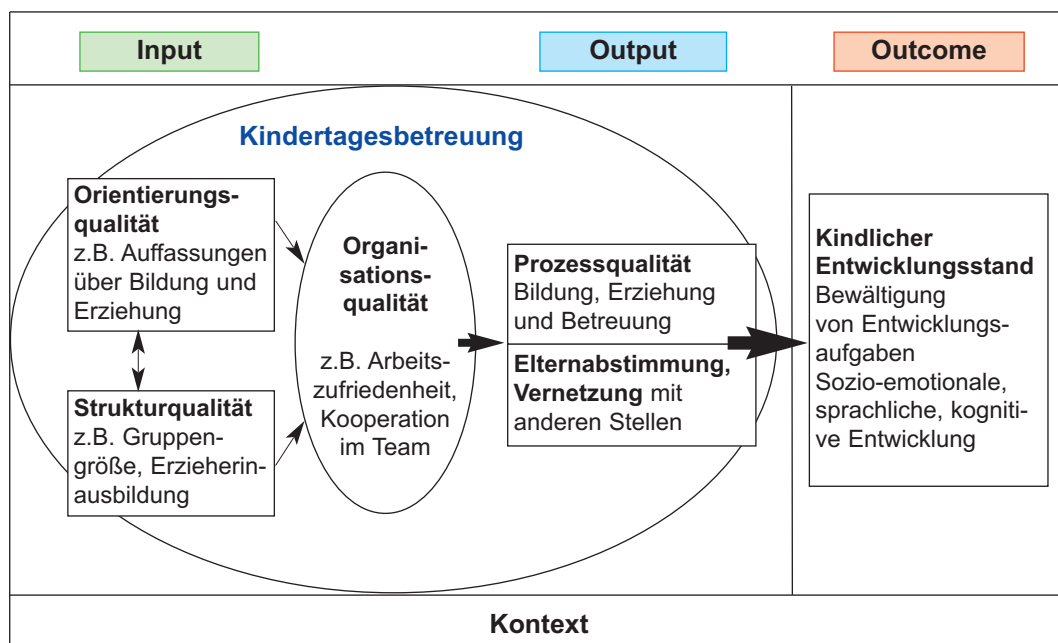 Input
Output
Outcome
Kindertagesbetreuung
Orientierungs-
qualität
z.B. Auffassungen
über Bildung und
Erziehung
Strukturqualität
z.B. Gruppen-
größe, Erzieherin-
ausbildung
Organi-
sations-
qualität
z.B. Arbeits-
zufriedenheit,
Kooperation
im Team
Prozessqualität
Bildung, Erziehung
und Betreuung
Elternabstimmung,
Vernetzung mit
anderen Stellen
Kindlicher
Entwicklungsstand
Bewältigung
von Entwicklungs-
aufgaben
Sozio-emotionale,
sprachliche, kogniti-
ve Entwicklung
Kontext